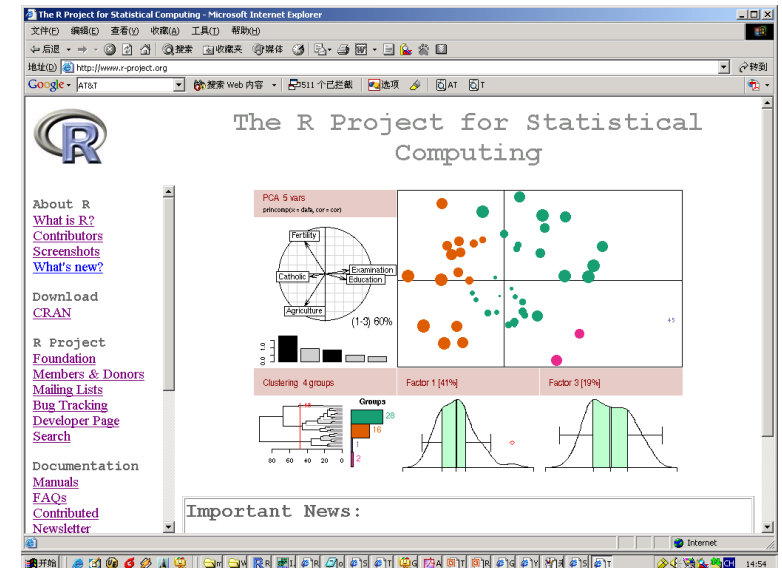 The R Project for Statistical Computing - Microsoft Internet Explorer
文件(F) 编辑(E) 查看(V) 收藏(A) 工具(T) 帮助(H)
后退 搜索 收藏夹 媒体
地址(D) http://www.r-project.org 转到
Google AT&T 搜索 Web 内容 511 个已拦截 选项 AT T
R
The R Project for Statistical
Computing
About R
What is R?
Contributors
Screenshots
What's new?
Download
CRAN
R Project
Foundation
Members & Donors
Mailing Lists
Bug Tracking
Developer Page
Search
Documentation
Manuals
FAQs
Contributed
Newsletter
PCA 5 vars
princomp(x = data, cor = cor)
Fertility
Catholic
Examination
Education
Agriculture
(1-3) 60%
45
0.0 1.0
Clustering 4 groups
Factor 1 [41%]
Factor 3 [19%]
Groups
28
16
1
2
80 60 40 20 0
Important News:
Internet
开始 14:54